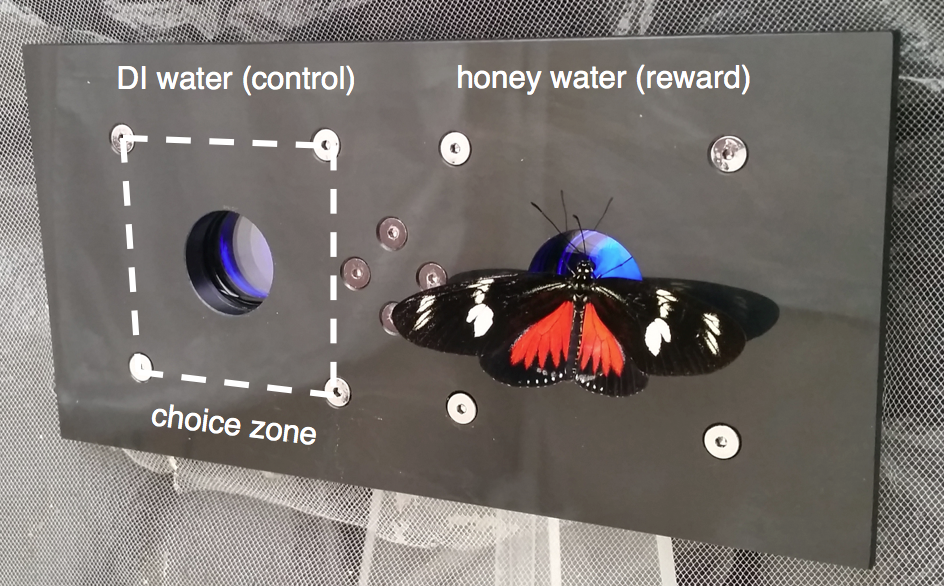 DI water (control)
honey water (reward)
choice zone